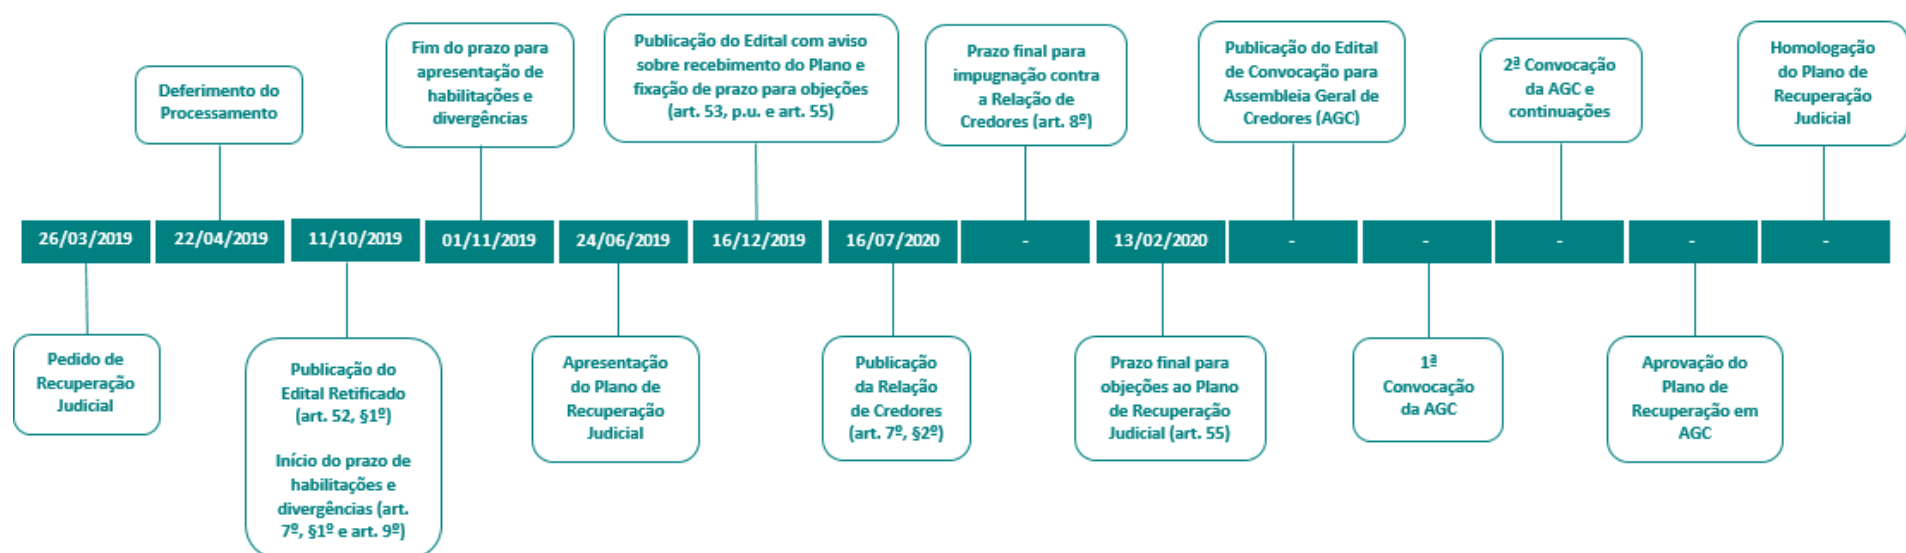 Deferimento do
Processamento
Fim do prazo para
apresentação de
habilitações e
divergências
Publicação do Edital com aviso
sobre recebimento do Plano e
fixação de prazo para objeções
(art. 53, p.u. e art. 55)
Prazo final para
impugnação contra
a Relação de
Credores (art. 8º)
Publicação do Edital
de Convocação para
Assembleia Geral de
Credores (AGC)
2ª Convocação
da AGC e
continuações
Homologação
do Plano de
Recuperação
Judicial
26/03/2019 22/04/2019 11/10/2019 01/11/2019 24/06/2019 16/12/2019 16/07/2020 - 13/02/2020 - - - - -
Pedido de
Recuperação
Judicial
Publicação do
Edital Retificado
(art. 52, §1º)
Início do prazo de
habilitações e
divergências (art.
7º, §1º e art. 9º)
Apresentação
do Plano de
Recuperação
Judicial
Publicação
da Relação
de Credores
(art. 7º, §2º)
Prazo final para
objeções ao Plano
de Recuperação
Judicial (art. 55)
1ª
Convocação
da AGC
Aprovação do
Plano de
Recuperação em
AGC